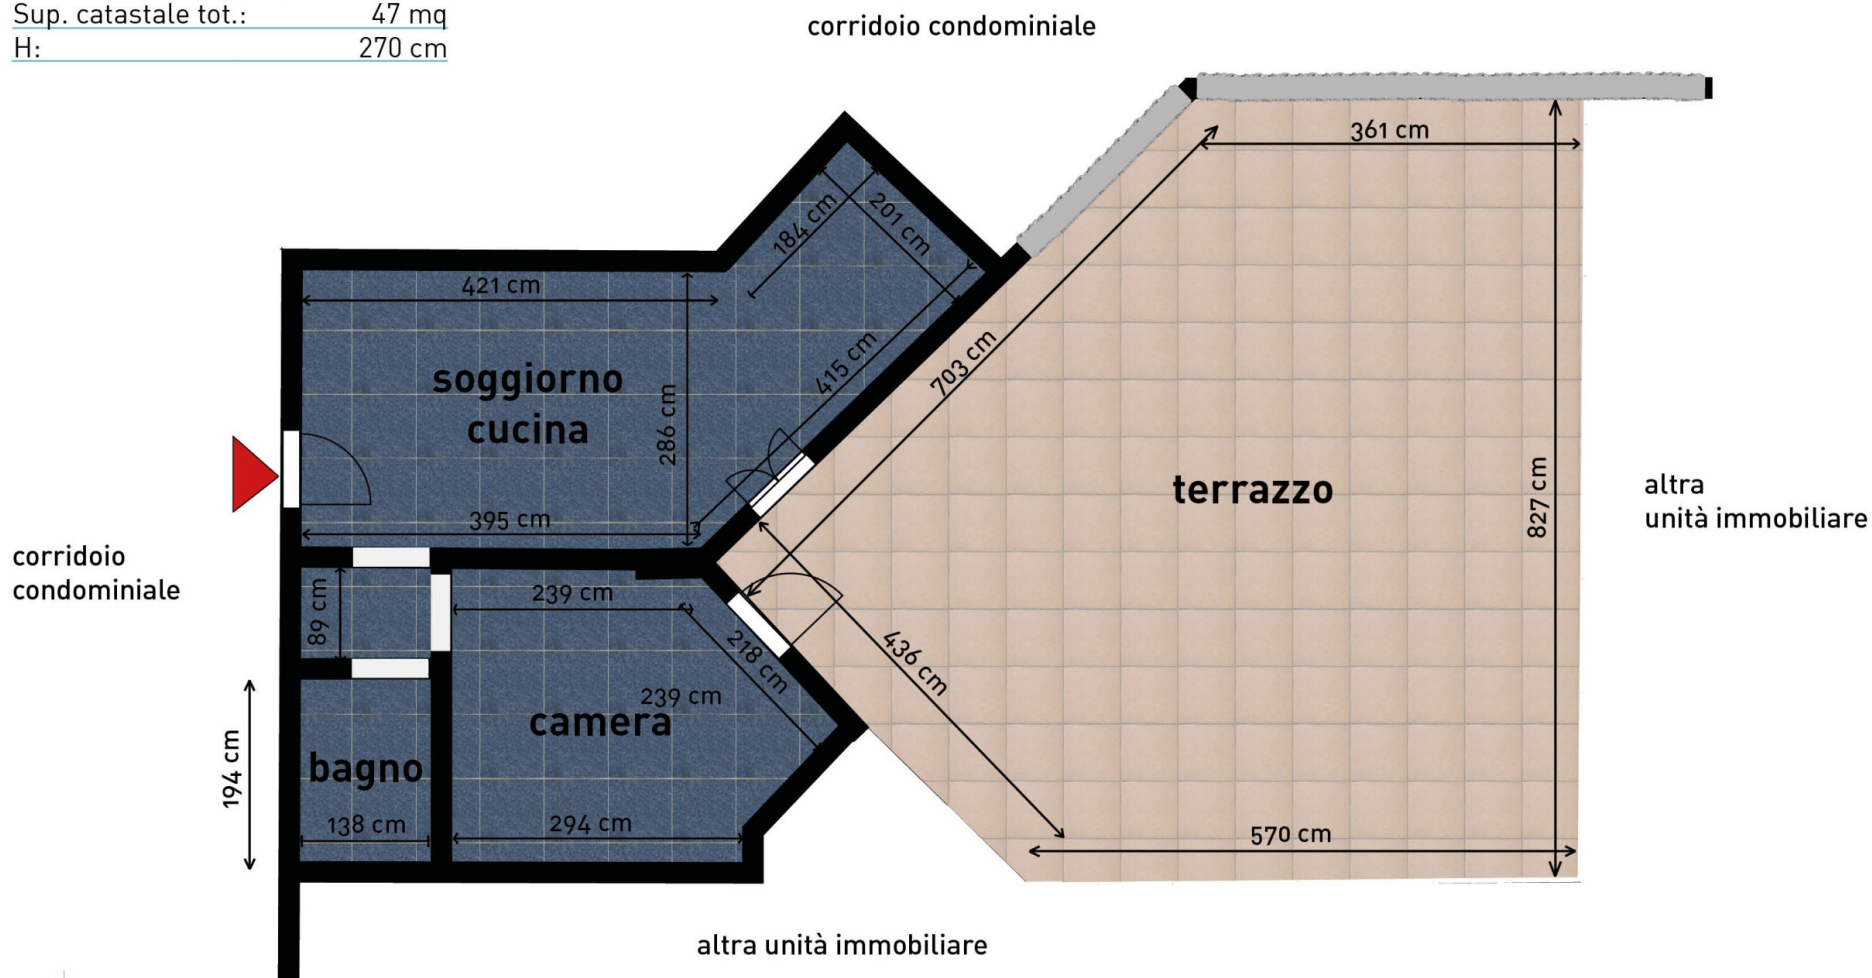 Sup. catastale tot.: 47 mq
H: 270 cm
corridoio condominiale
361 cm
184 cm
201 cm
421 cm
415 cm
703 cm
soggiorno
cucina
286 cm
395 cm
terrazzo
827 cm
altra
unità immobiliare
corridoio
condominiale
89 cm
239 cm
218 cm
436 cm
239 cm
camera
194 cm
bagno
138 cm
294 cm
570 cm
altra unità immobiliare